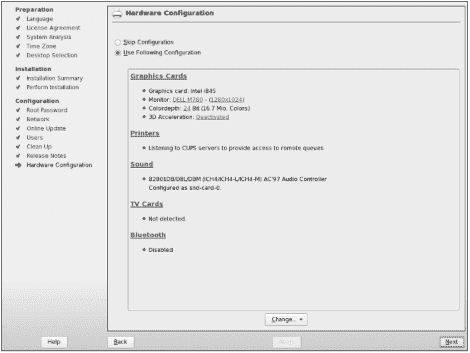 Preparation
Language
License Agreement
System Analysis
Time Zone
Desktop Selection
Installation
Installation Summary
Perform Installation
Configuration
Root Password
Network
Online Update
Users
Clean Up
Release Notes
Hardware Configuration
Hardware Configuration
Skip Configuration
Use Following Configuration
Graphics Cards
Graphics card: Intel i845
Monitor: DELL M780 - (1280x1024)
Colordepth: 24 Bit (16.7 Mio. Colors)
3D Acceleration: Deactivated
Printers
Listening to CUPS servers to provide access to remote queues.
Sound
82801DB/DBL/DBM (ICH4/ICH4-L/ICH4-M) AC'97 Audio Controller
Configured as snd-card-0.
TV Cards
Not detected.
Bluetooth
Disabled
Change...
Help
Back
Next